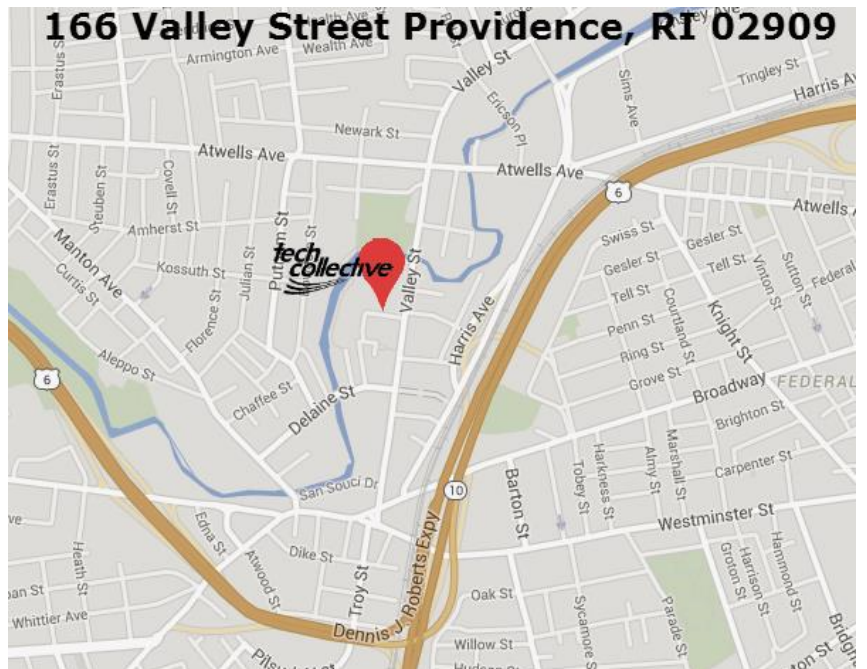 166 Valley Street Providence, RI 02909
Wealth Ave
Armington Ave
Wealth Ave
Valley St
Erastus St
Ericson Pl
Sims Ave
Tingley St
Harris Av
Newark St
Atwells Ave
Atwells Ave
6
Atwells A
Erastus St
Steuben St
Covell St
Amherst St
Putnam St
Swiss St
Gesler St
Gesler St
Tell St
Manton Ave
Curtis St
Kossuth St
Julian St
tech
collective
Valley St
Tell St
Vinton St
Sutton St
Federal
Florence St
Harris Ave
Penn St
Courtland St
Knight St
Ring St
Aleppo St
6
Grove St
Broadway
FEDERAL
Chaffee St
Delaine St
Brighton St
Marshall St
Almy St
Harkness St
Tobey St
Carpenter St
San Souci Dr
10
Barton St
Westminster St
Edna St
Atwood St
Dike St
Heath St
Troy St
Dennis J Roberts Expy
Groton St
Harrison St
Hammond St
Oak St
Parade St
Whittier Ave
Sycamore St
Willow St